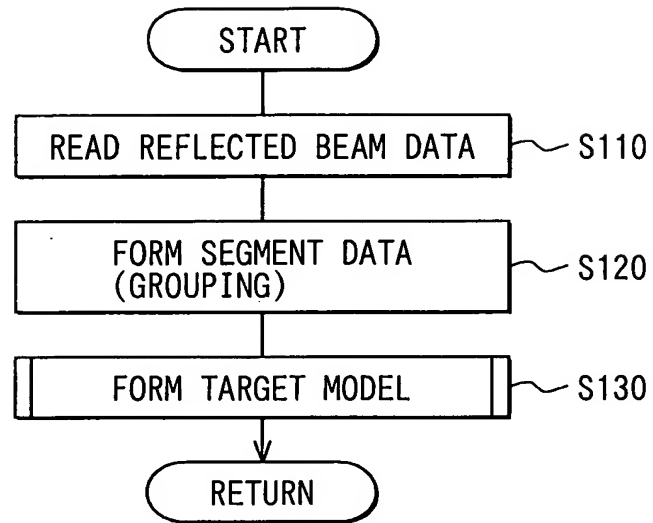 START
READ REFLECTED BEAM DATA
S110
FORM SEGMENT DATA
(GROUPING)
S120
FORM TARGET MODEL
S130
RETURN